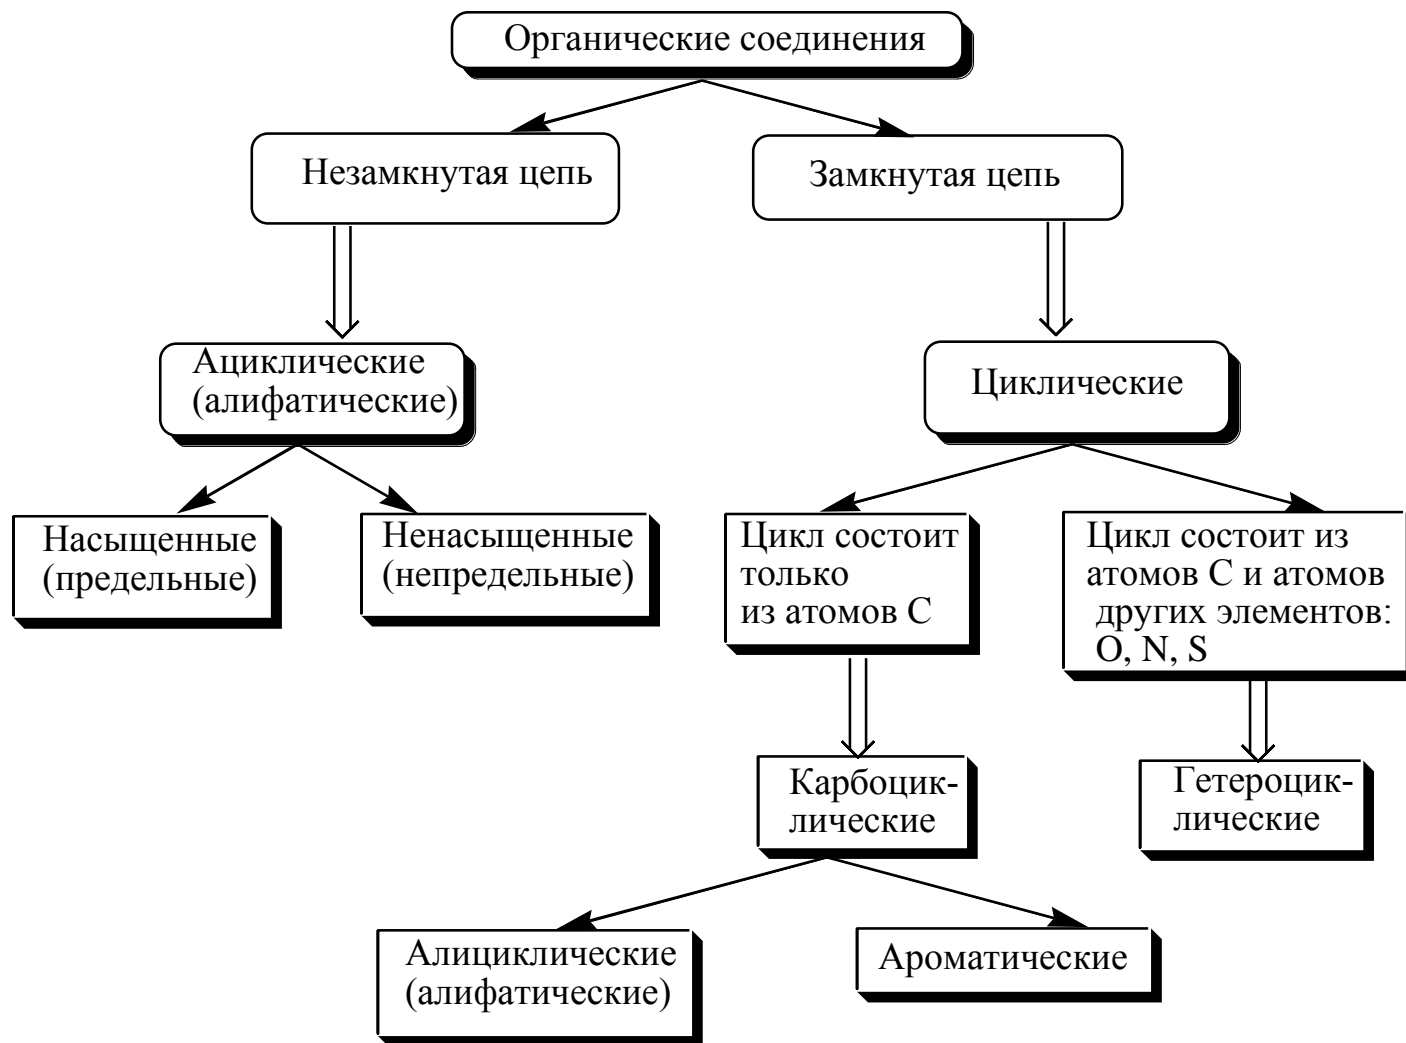 Органические соединения
Незамкнутая цепь
Замкнутая цепь
Ациклические
(алифатические)
Циклические
Насыщенные
(предельные)
Ненасыщенные
(непредельные)
Цикл состоит
только
из атомов С
Цикл состоит из
атомов С и атомов
других элементов:
O, N, S
Карбоцик-
лические
Гетероцик-
лические
Алициклические
(алифатические)
Ароматические